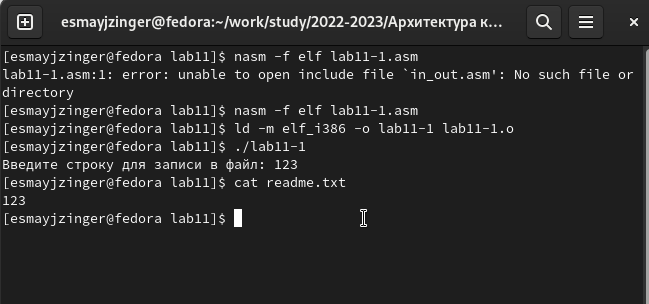 esmayjzinger@fedora:~/work/study/2022-2023/Архитектура к...
[esmayjzinger@fedora lab11]$ nasm -f elf lab11-1.asm
lab11-1.asm:1: error: unable to open include file `in_out.asm': No such file or
directory
[esmayjzinger@fedora lab11]$ nasm -f elf lab11-1.asm
[esmayjzinger@fedora lab11]$ ld -m elf_i386 -o lab11-1 lab11-1.o
[esmayjzinger@fedora lab11]$ ./lab11-1
Введите строку для записи в файл: 123
[esmayjzinger@fedora lab11]$ cat readme.txt
123
[esmayjzinger@fedora lab11]$